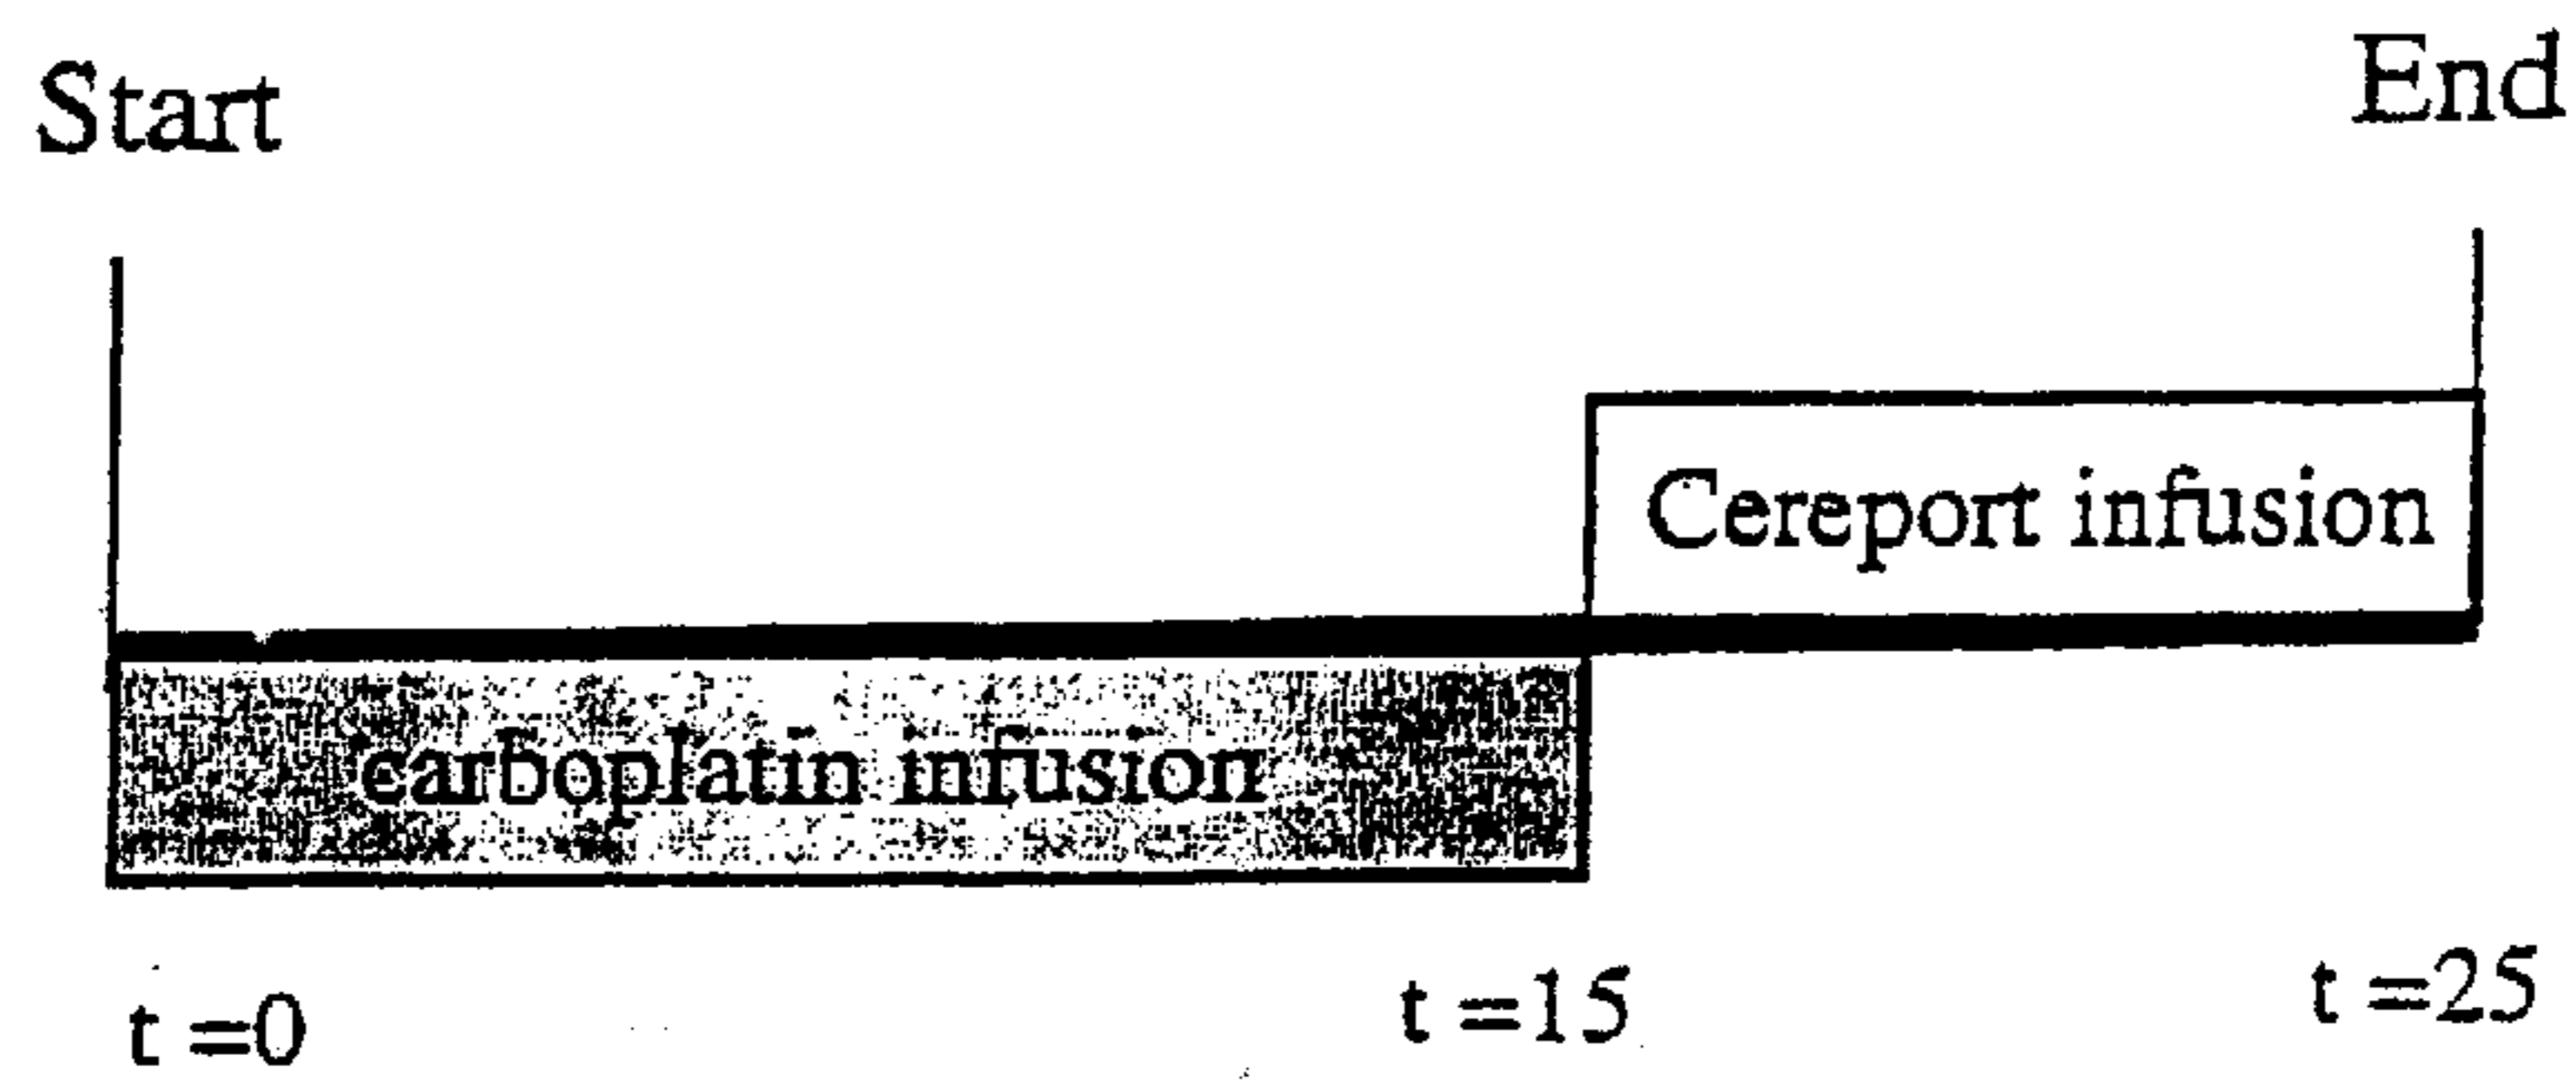 Start
End
Cereport infusion
carboplatin infusion
t =0
t =15
t =25